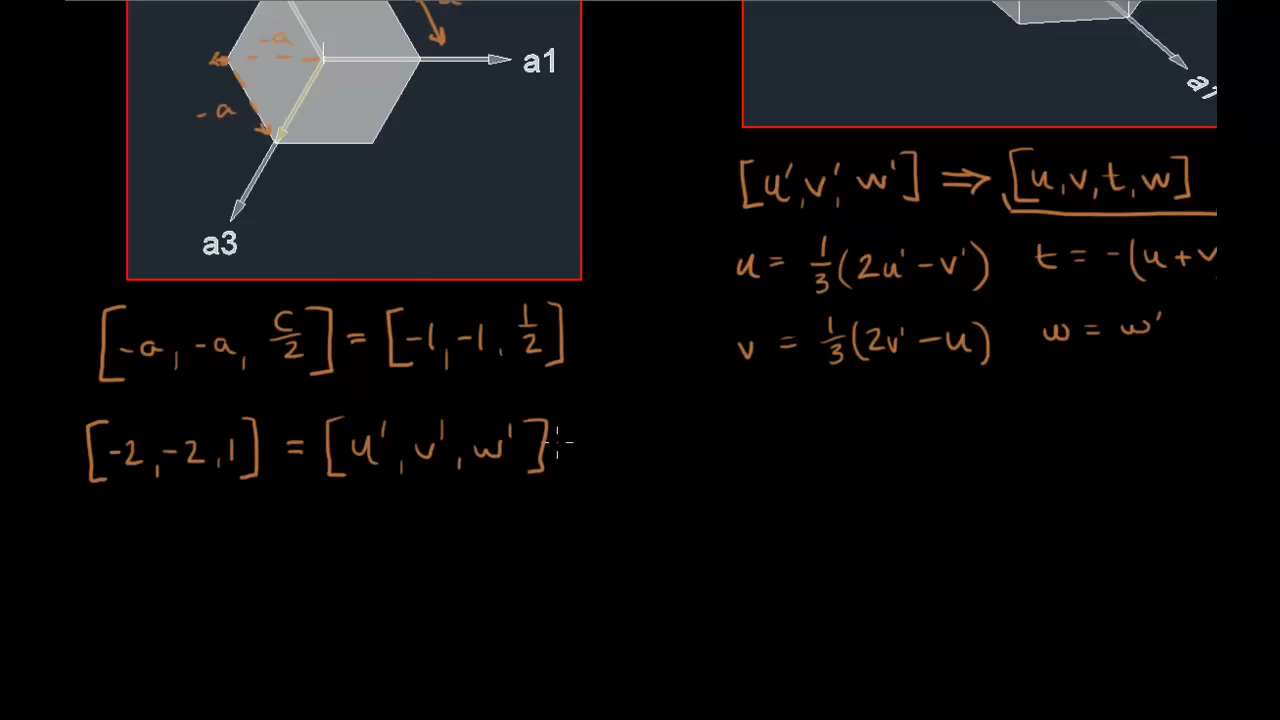 -a
a1
-a
a3
[u', v', w'] ⇒ [u, v, t, w]
u = 1/3 (2u' - v') t = -(u + v
v = 1/3 (2v' - u) w = w'
[-a, -a, c/2] = [-1, -1, 1/2]
[-2, -2, 1] = [u', v', w']